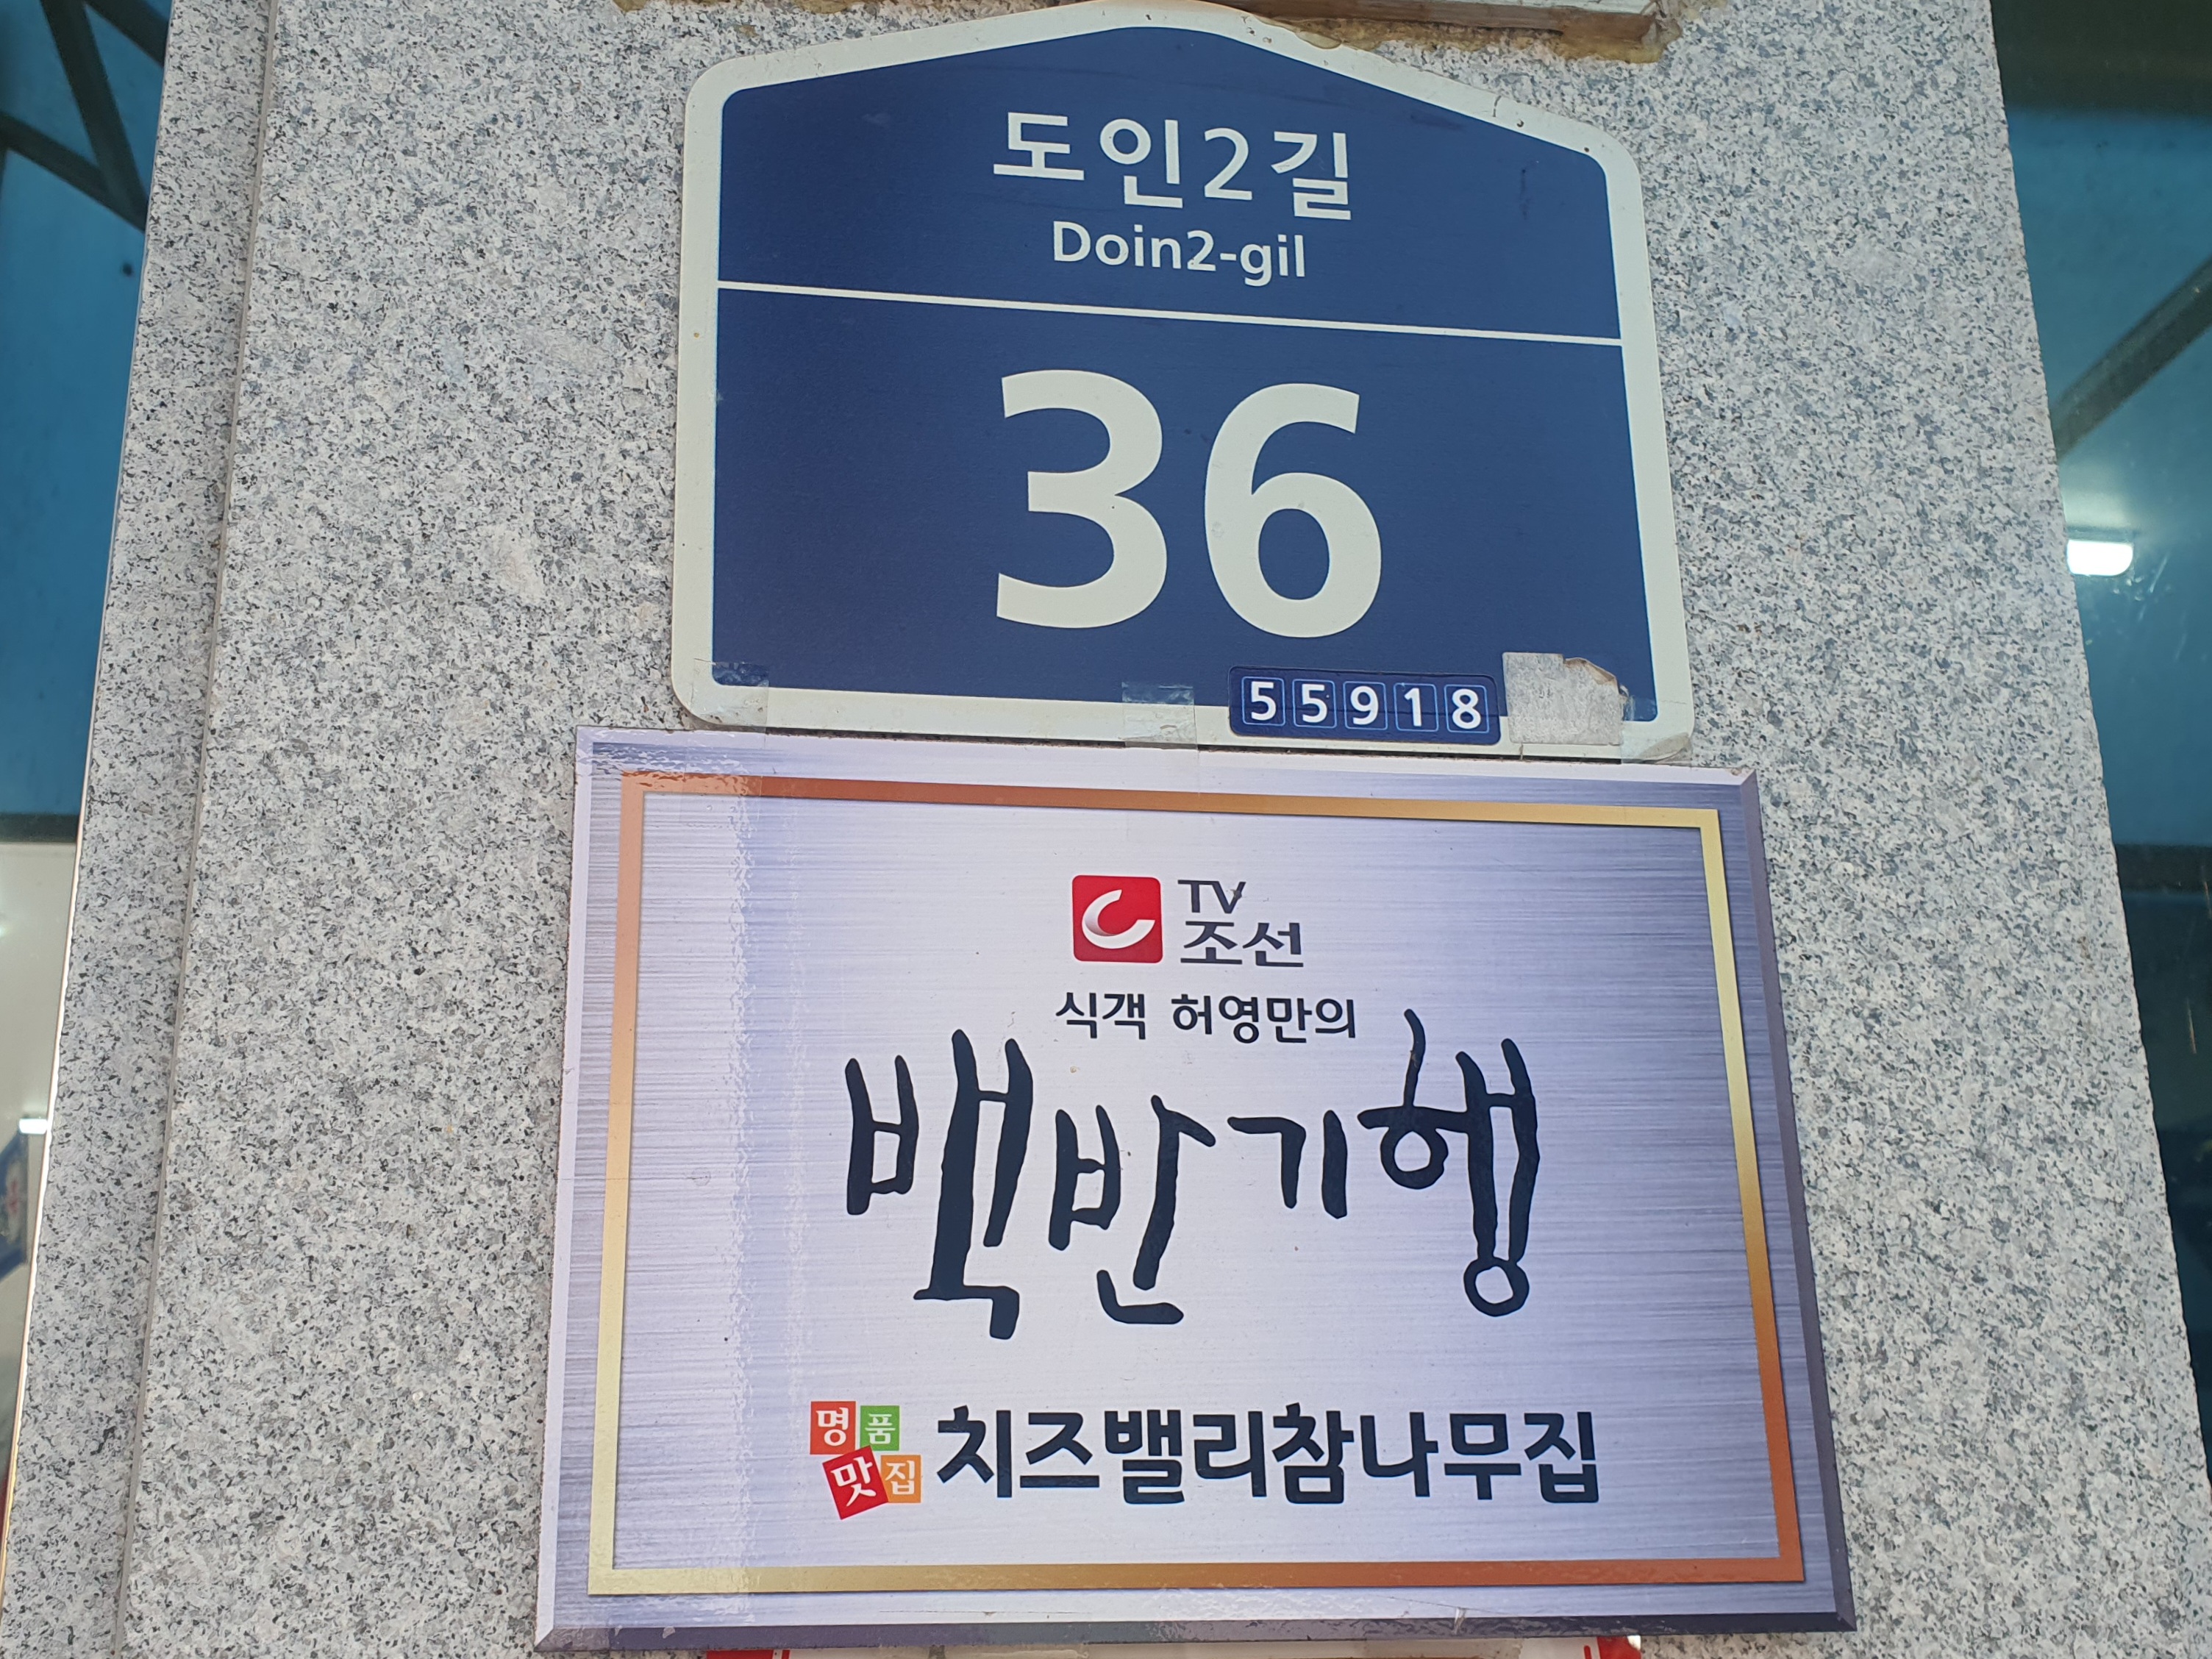 도인2길
Doin2-gil
36
55918
TV
조선
식객 허영만의
백반기행
명품
맛집
치즈밸리참나무집